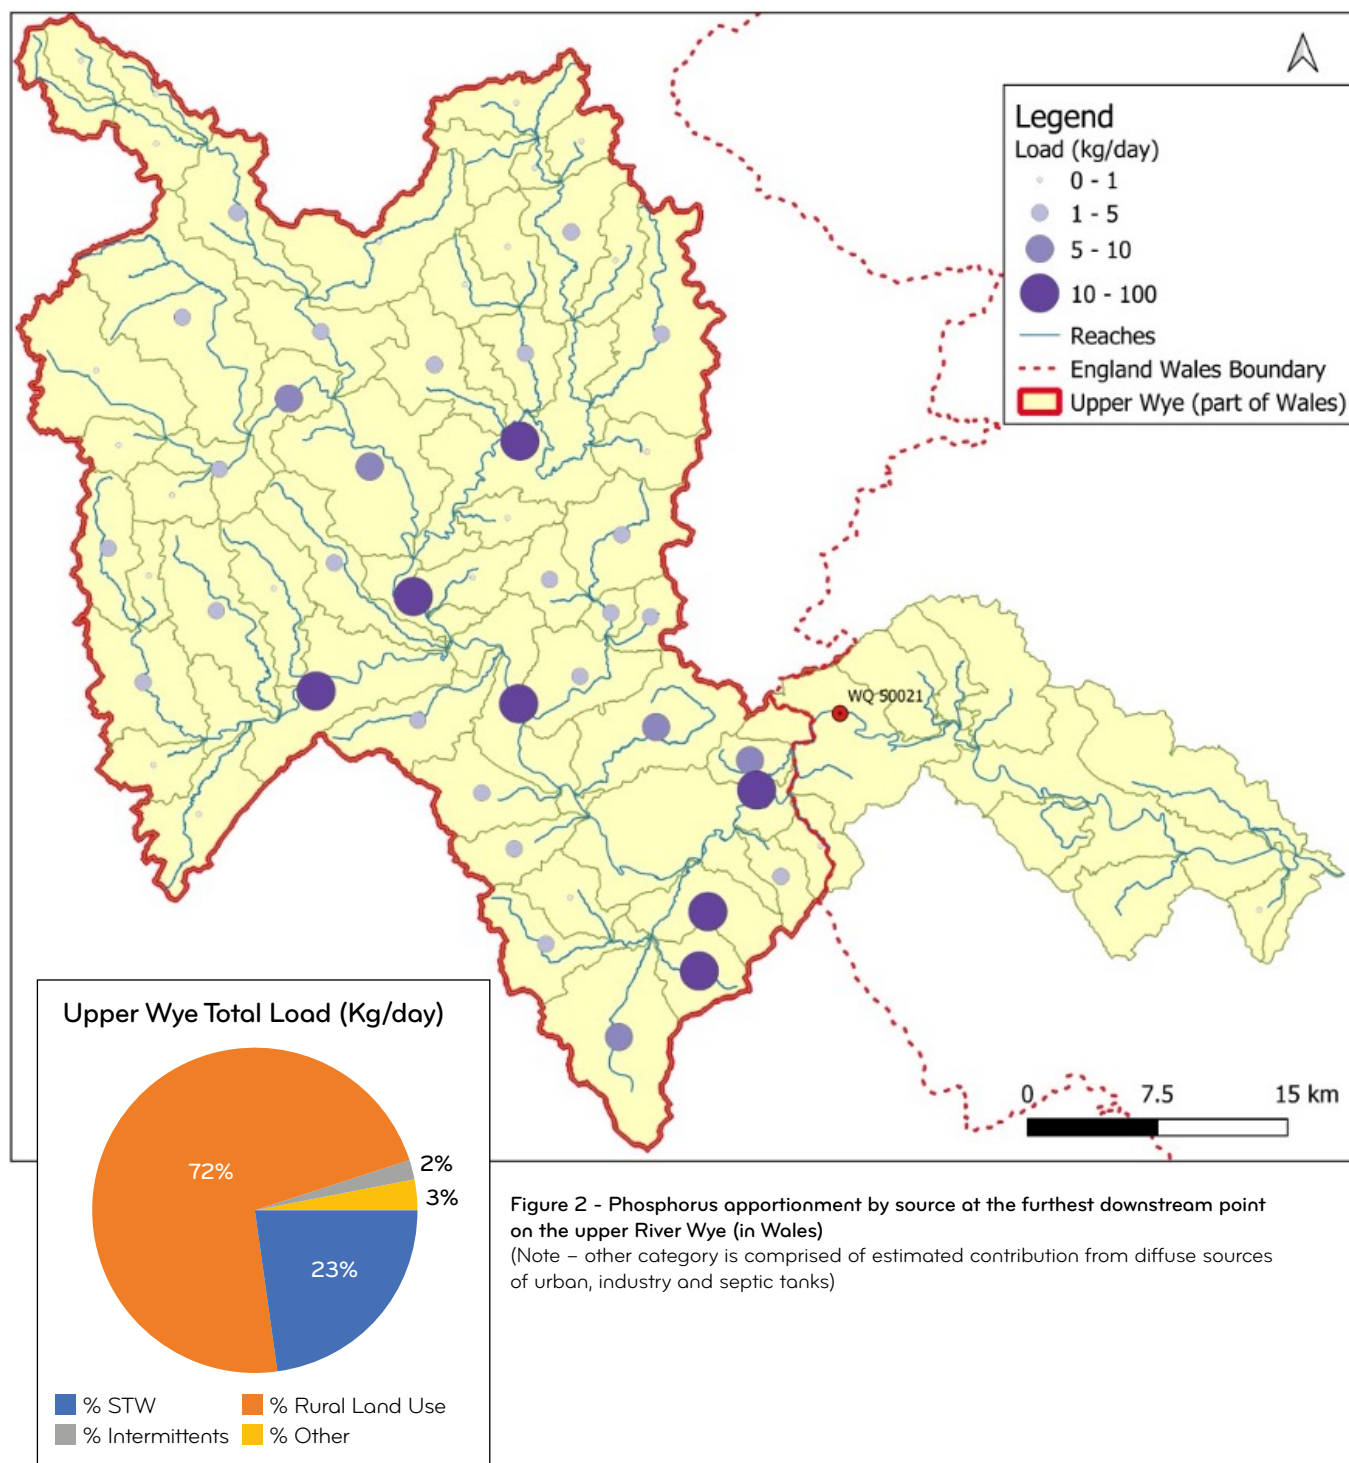 Legend
Load (kg/day)
0 - 1
1 - 5
5 - 10
10 - 100
Reaches
England Wales Boundary
Upper Wye (part of Wales)
WQ 50021
0 7.5 15 km
Upper Wye Total Load (Kg/day)
72%
2%
3%
23%
% STW % Rural Land Use
% Intermittents % Other
Figure 2 - Phosphorus apportionment by source at the furthest downstream point
on the upper River Wye (in Wales)
(Note – other category is comprised of estimated contribution from diffuse sources
of urban, industry and septic tanks)